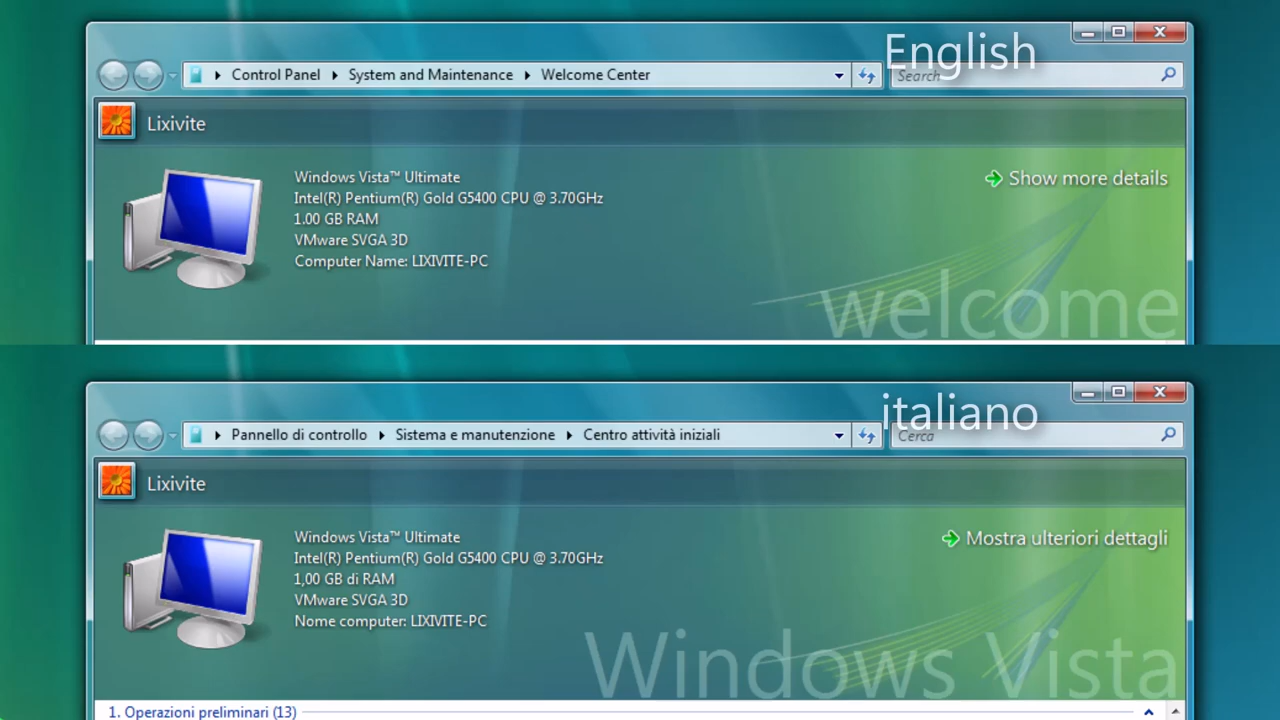 English
Control Panel System and Maintenance Welcome Center Search
Lixivite
Windows Vista™ Ultimate
Show more details
Intel(R) Pentium(R) Gold G5400 CPU @ 3.70GHz
1.00 GB RAM
VMware SVGA 3D
Computer Name: LIXIVITE-PC
welcome
italiano
Pannello di controllo Sistema e manutenzione Centro attività iniziali Cerca
Lixivite
Windows Vista™ Ultimate
Mostra ulteriori dettagli
Intel(R) Pentium(R) Gold G5400 CPU @ 3.70GHz
1,00 GB di RAM
VMware SVGA 3D
Nome computer: LIXIVITE-PC
Windows Vista
1. Operazioni preliminari (13)